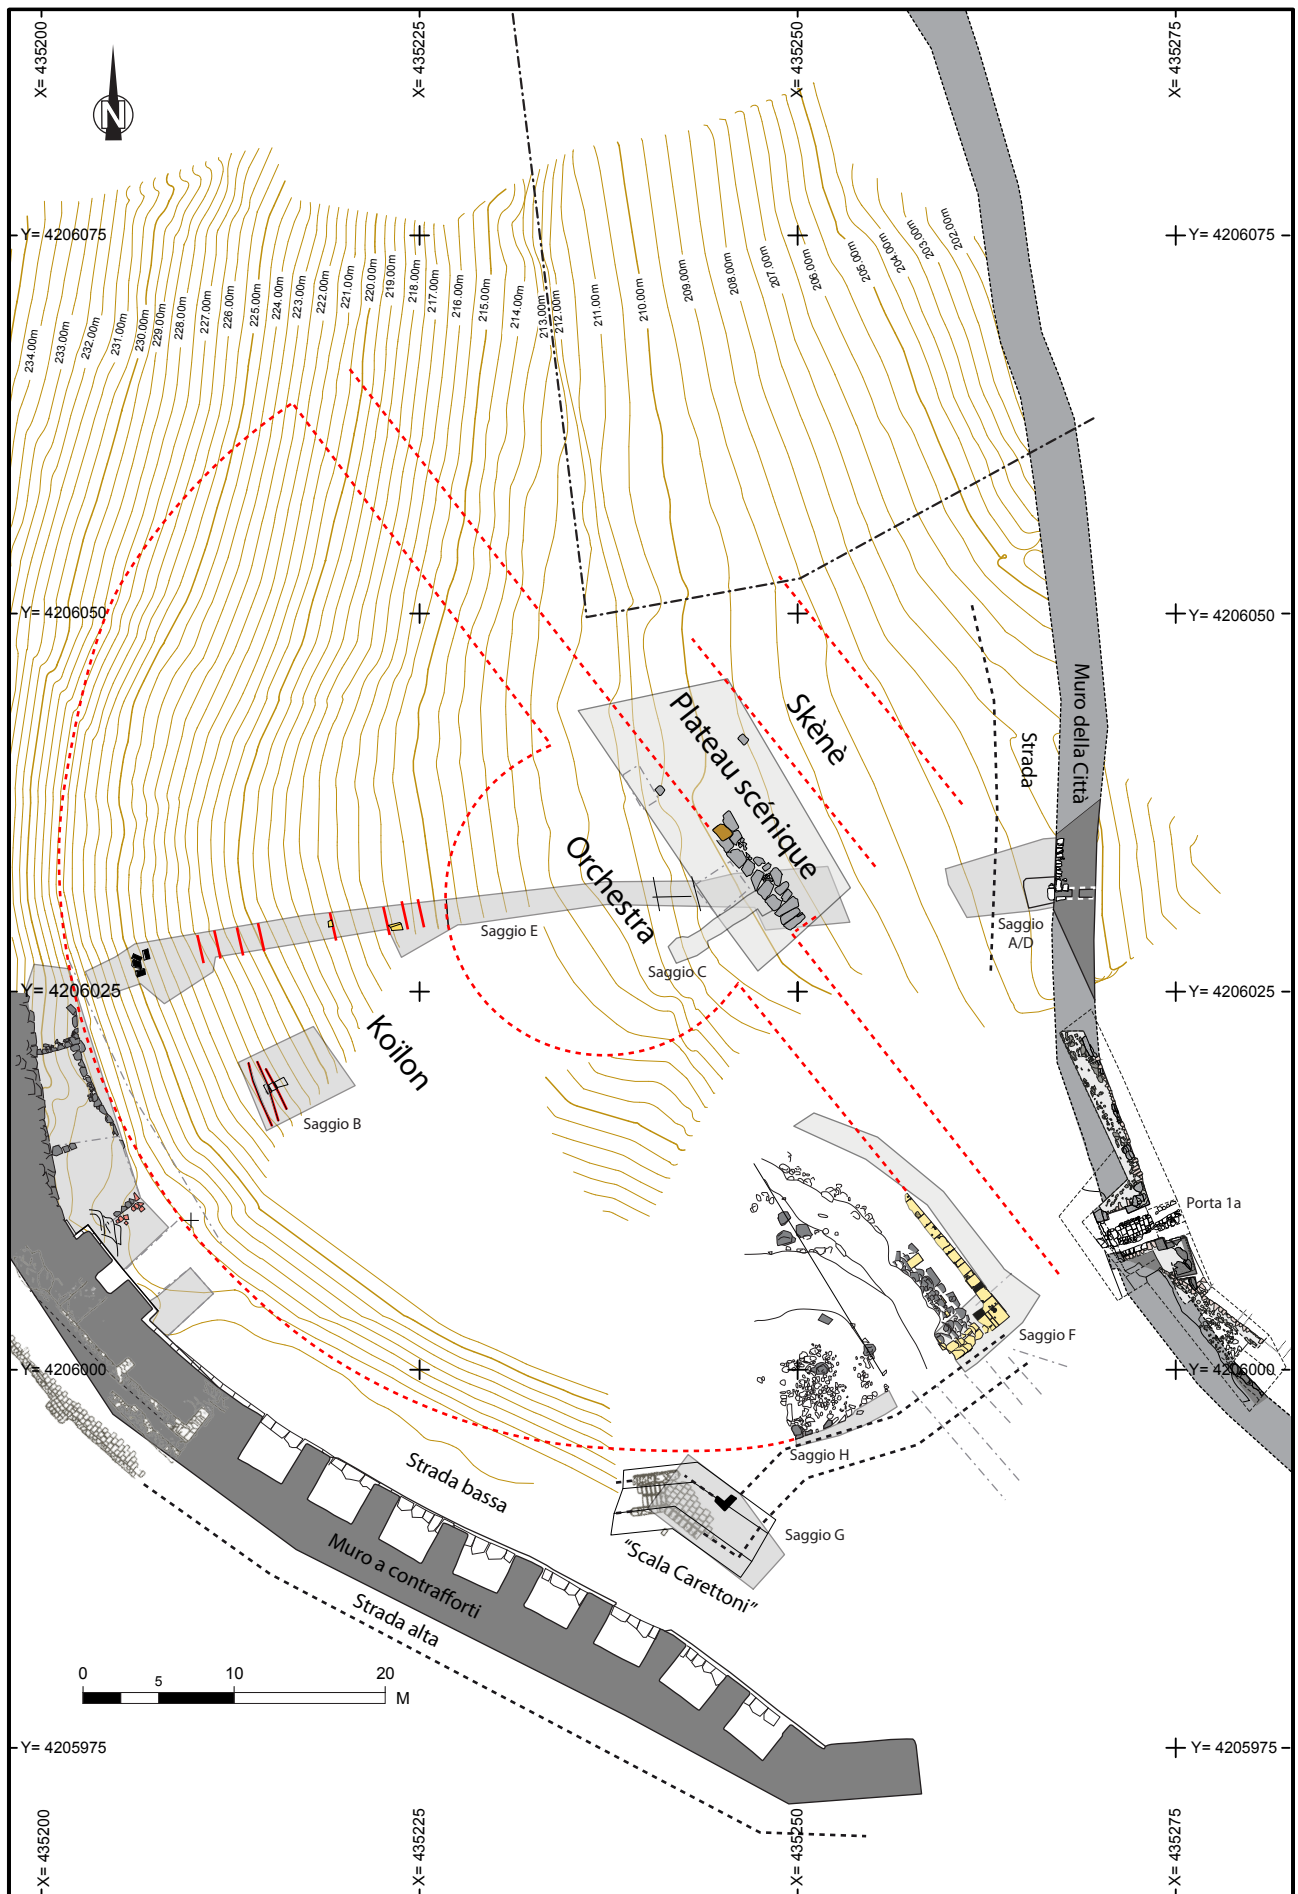 X= 435200
X= 435225
X= 435250
X= 435275
N
Y= 4206075
Y= 4206075
234.00m
233.00m
232.00m
231.00m
230.00m
229.00m
228.00m
227.00m
226.00m
225.00m
224.00m
223.00m
222.00m
221.00m
220.00m
219.00m
218.00m
217.00m
216.00m
215.00m
214.00m
213.00m
212.00m
211.00m
210.00m
209.00m
208.00m
207.00m
206.00m
205.00m
204.00m
203.00m
202.00m
Y= 4206050
Y= 4206050
Muro della Città
Plateau scénique
Skènè
Strada
Orchestra
Saggio E
Saggio
A/D
Saggio C
Y= 4206025
Y= 4206025
Koilon
Saggio B
Porta 1a
Saggio F
Y= 4206000
Y= 4206000
Saggio H
Strada bassa
Saggio G
"Scala Carettoni"
Muro a contrafforti
Strada alta
0
5
10
20
M
Y= 4205975
Y= 4205975
X= 435200
X= 435225
X= 435250
X= 435275